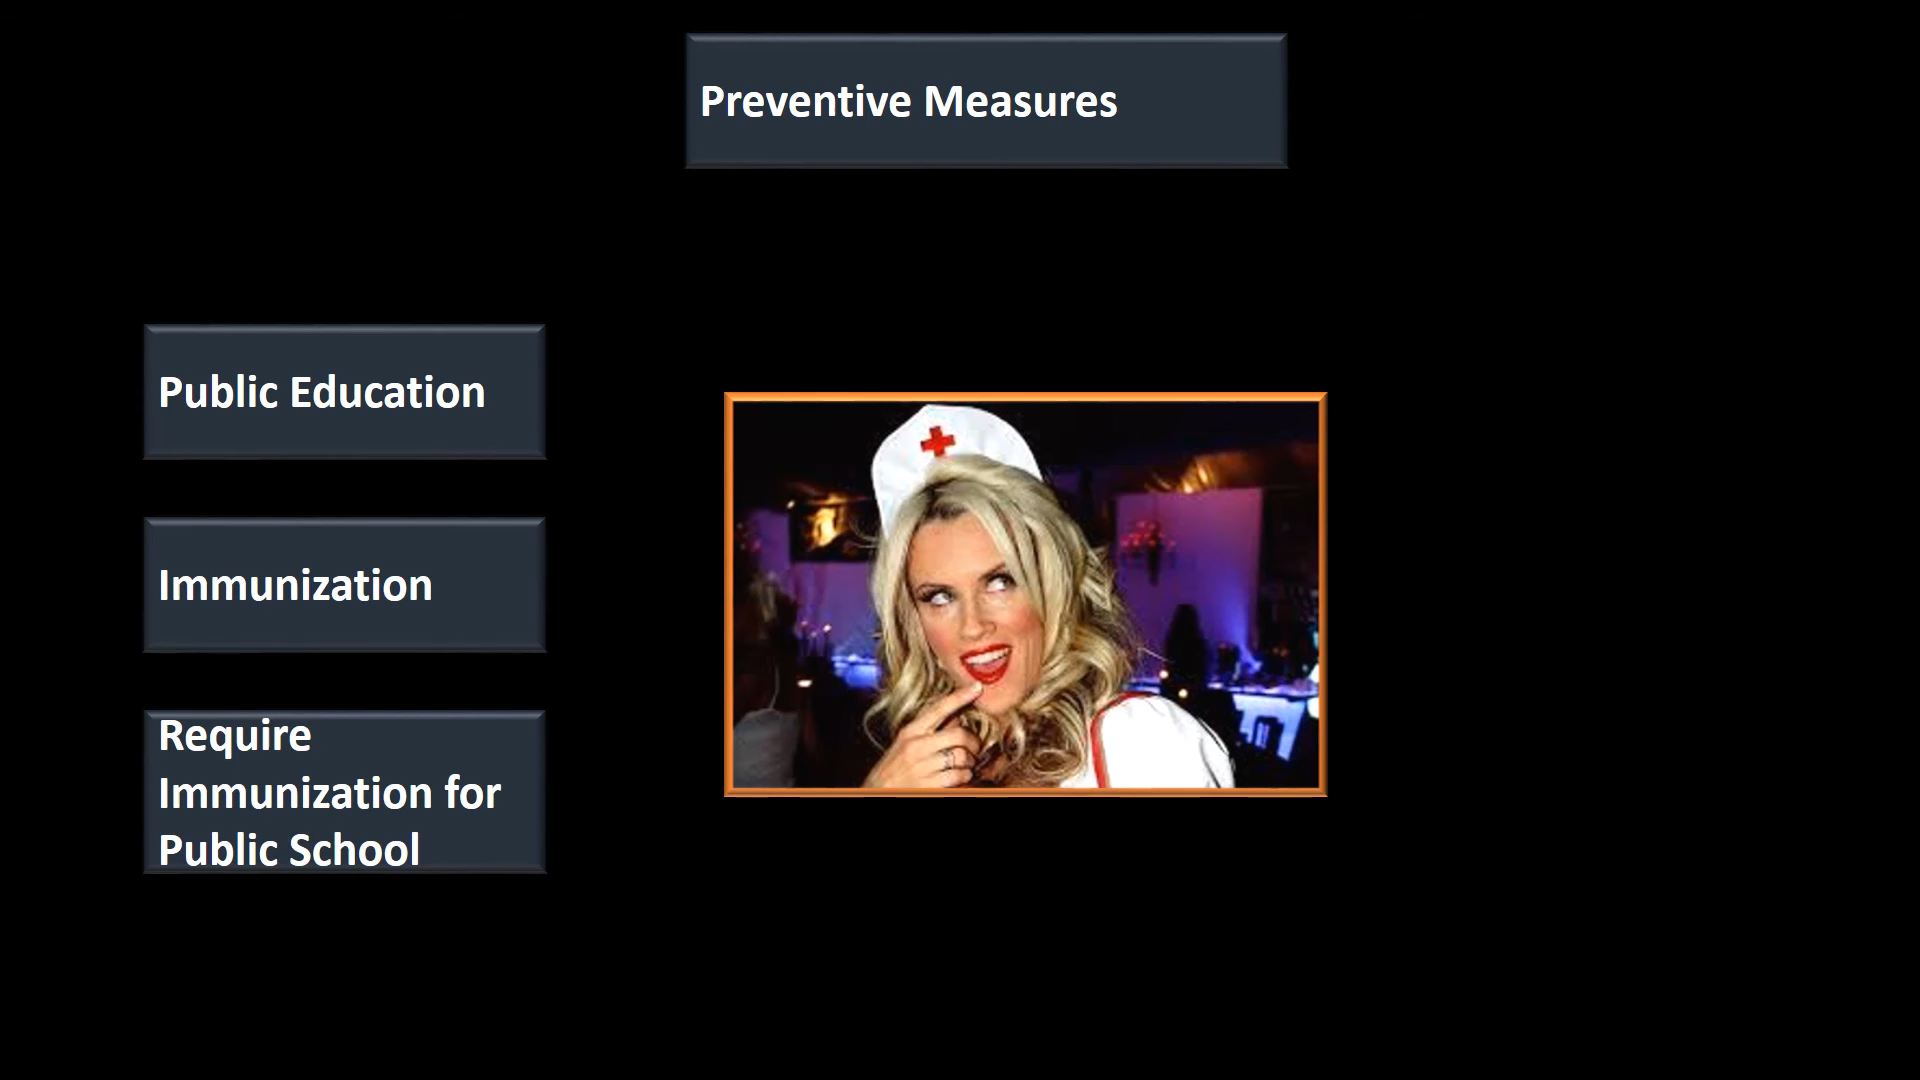 Preventive Measures
Public Education
Immunization
Require
Immunization for
Public School